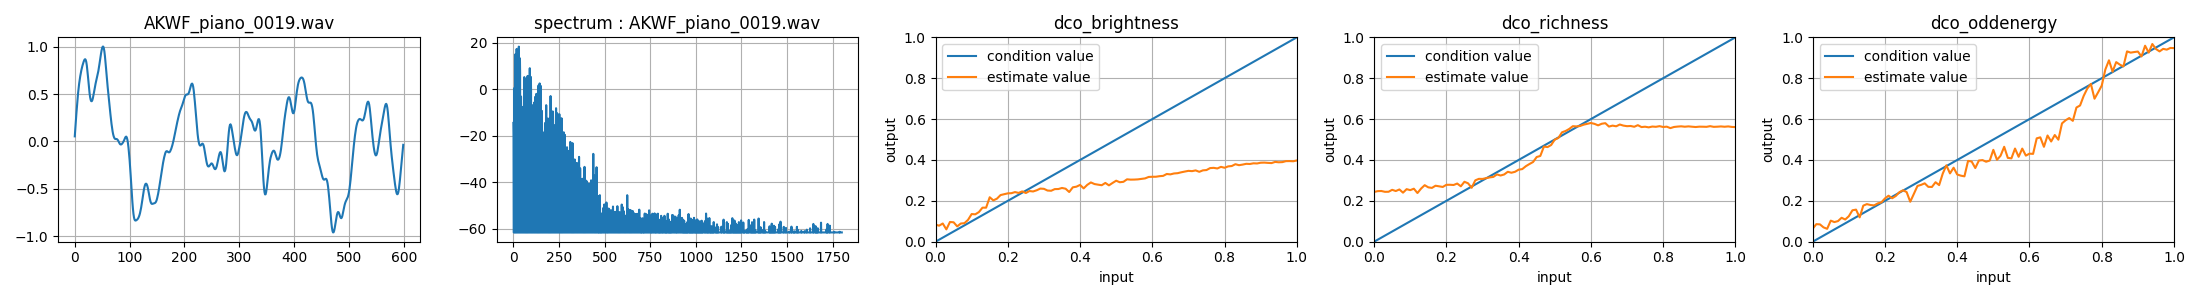 AKWF_piano_0019.wav
1.0
0.5
0.0
−0.5
−1.0
0 100 200 300 400 500 600
spectrum : AKWF_piano_0019.wav
20
0
−20
−40
−60
0 250 500 750 1000 1250 1500 1750
dco_brightness
condition value
estimate value
output
1.0
0.8
0.6
0.4
0.2
0.0
0.0 0.2 0.4 0.6 0.8 1.0
input
dco_richness
condition value
estimate value
output
1.0
0.8
0.6
0.4
0.2
0.0
0.0 0.2 0.4 0.6 0.8 1.0
input
dco_oddenergy
condition value
estimate value
output
1.0
0.8
0.6
0.4
0.2
0.0
0.0 0.2 0.4 0.6 0.8 1.0
input